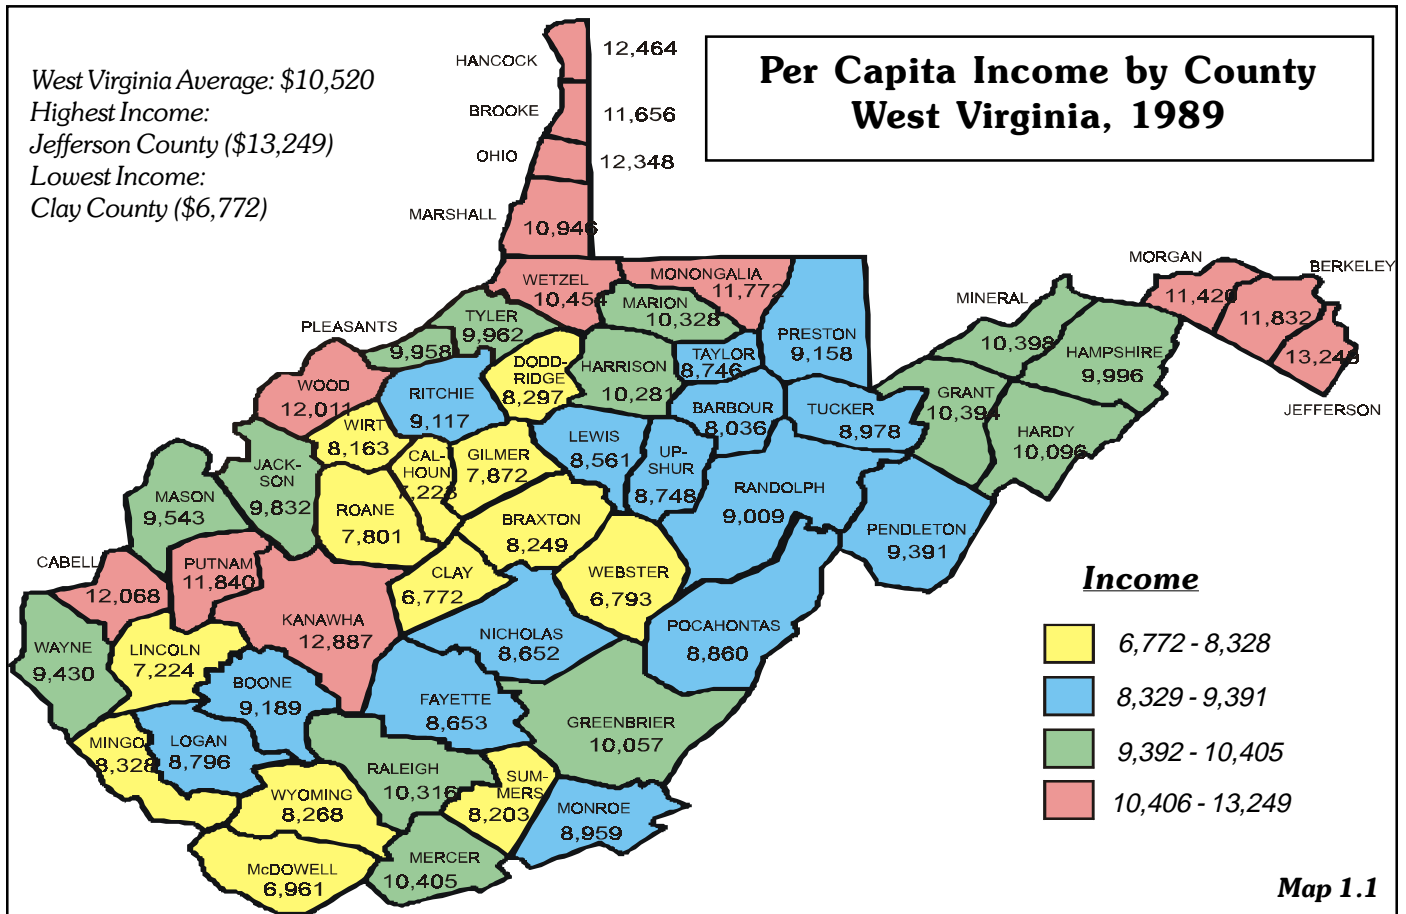 Per Capita Income by County
West Virginia, 1989
West Virginia Average: $10,520
Highest Income:
Jefferson County ($13,249)
Lowest Income:
Clay County ($6,772)
HANCOCK
12,464
BROOKE
11,656
OHIO
12,348
MARSHALL
10,946
WETZEL
10,454
MONONGALIA
11,772
MARION
10,328
TYLER
9,962
PLEASANTS
9,958
PRESTON
9,158
MORGAN
11,420
BERKELEY
11,832
13,249
JEFFERSON
MINERAL
10,398
HAMPSHIRE
9,996
GRANT
10,394
HARDY
10,096
WOOD
12,011
RITCHIE
9,117
DODD-
RIDGE
8,297
HARRISON
10,281
TAYLOR
8,746
BARBOUR
8,036
TUCKER
8,978
WIRT
8,163
CAL-
HOUN
7,223
GILMER
7,872
LEWIS
8,561
UP-
SHUR
8,748
RANDOLPH
9,009
PENDLETON
9,391
MASON
9,543
JACK-
SON
9,832
ROANE
7,801
BRAXTON
8,249
CABELL
12,068
PUTNAM
11,840
KANAWHA
12,887
CLAY
6,772
WEBSTER
6,793
NICHOLAS
8,652
POCAHONTAS
8,860
WAYNE
9,430
LINCOLN
7,224
BOONE
9,189
FAYETTE
8,653
GREENBRIER
10,057
MINGO
8,328
LOGAN
8,796
RALEIGH
10,316
SUM-
MERS
8,203
MONROE
8,959
WYOMING
8,268
McDOWELL
6,961
MERCER
10,405
Income
6,772 - 8,328
8,329 - 9,391
9,392 - 10,405
10,406 - 13,249
Map 1.1